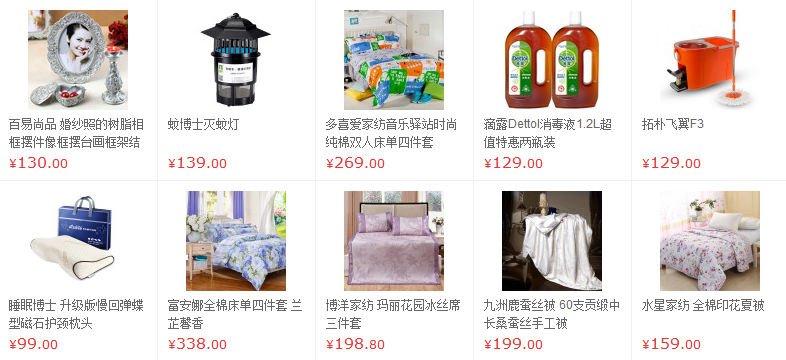 Dettol
Dettol
百易尚品 婚纱照的树脂相
框摆件像框摆台画框架结
¥130.00
蚊博士灭蚊灯
¥139.00
多喜爱家纺音乐驿站时尚
纯棉双人床单四件套
¥269.00
滴露Dettol消毒液1.2L超
值特惠两瓶装
¥129.00
拓朴飞翼F3
¥129.00
睡眠博士 升级版慢回弹蝶
型磁石护颈枕头
¥99.00
富安娜全棉床单四件套 兰
芷馨香
¥338.00
博洋家纺 玛丽花园冰丝席
三件套
¥198.80
九洲鹿蚕丝被 60支贡缎中
长桑蚕丝手工被
¥199.00
水星家纺 全棉印花夏被
¥159.00